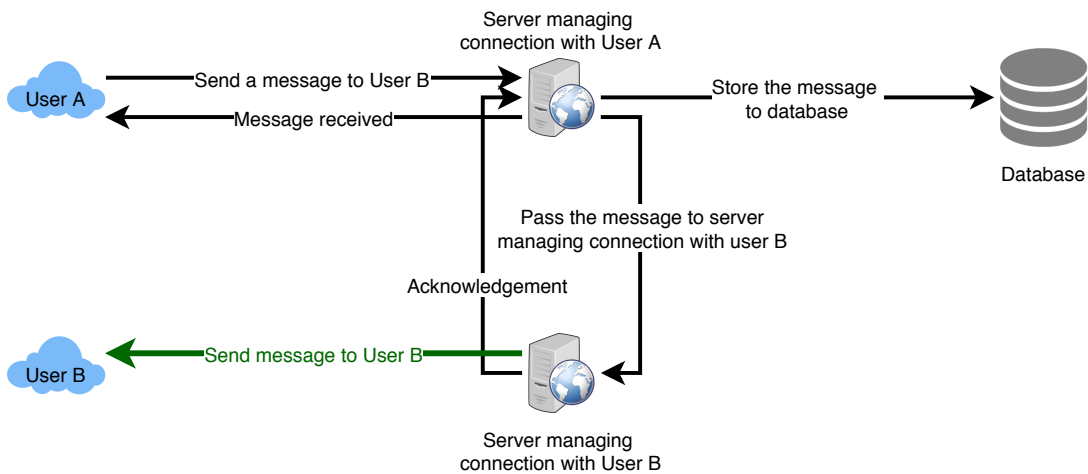 Server managing
connection with User A
User A
Send a message to User B
Message received
Store the message
to database
Database
Pass the message to server
managing connection with user B
Acknowledgement
Send message to User B
User B
Server managing
connection with User B